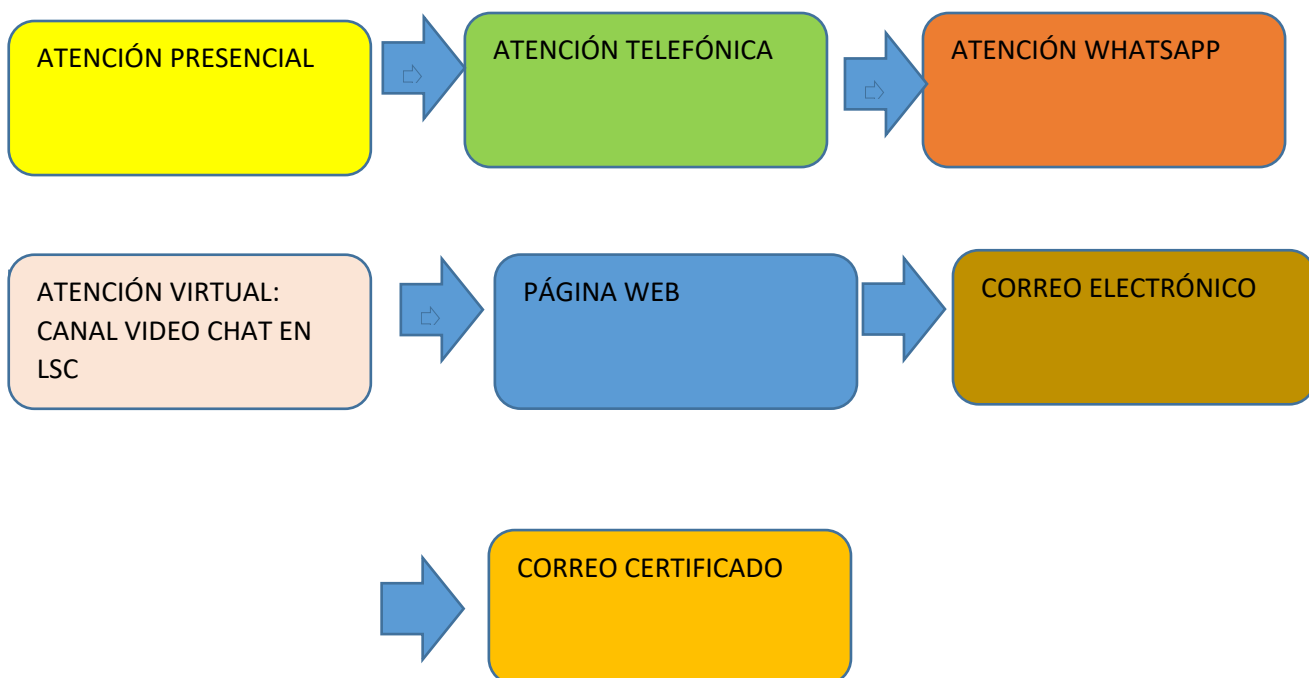 ATENCIÓN PRESENCIAL
ATENCIÓN TELEFÓNICA
ATENCIÓN WHATSAPP
ATENCIÓN VIRTUAL:
CANAL VIDEO CHAT EN
LSC
PÁGINA WEB
CORREO ELECTRÓNICO
CORREO CERTIFICADO